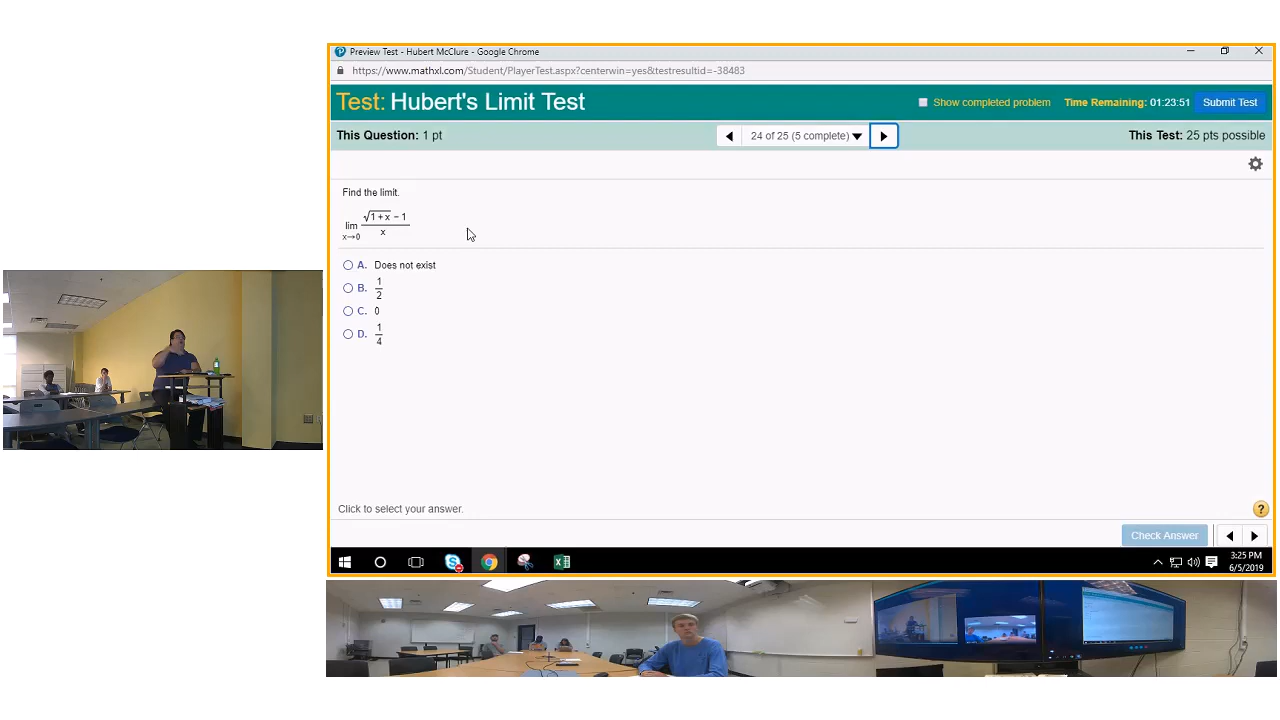 Preview Test - Hubert McClure - Google Chrome
https://www.mathxl.com/Student/PlayerTest.aspx?centerwin=yes&testresultid=-38483
Test: Hubert's Limit Test
Show completed problem
Time Remaining: 01:23:51
Submit Test
This Question: 1 pt
24 of 25 (5 complete)
This Test: 25 pts possible
Find the limit.
lim x→0 (√1+x − 1)/x
A. Does not exist
B. 1/2
C. 0
D. 1/4
Click to select your answer.
?
Check Answer
3:25 PM
6/5/2019